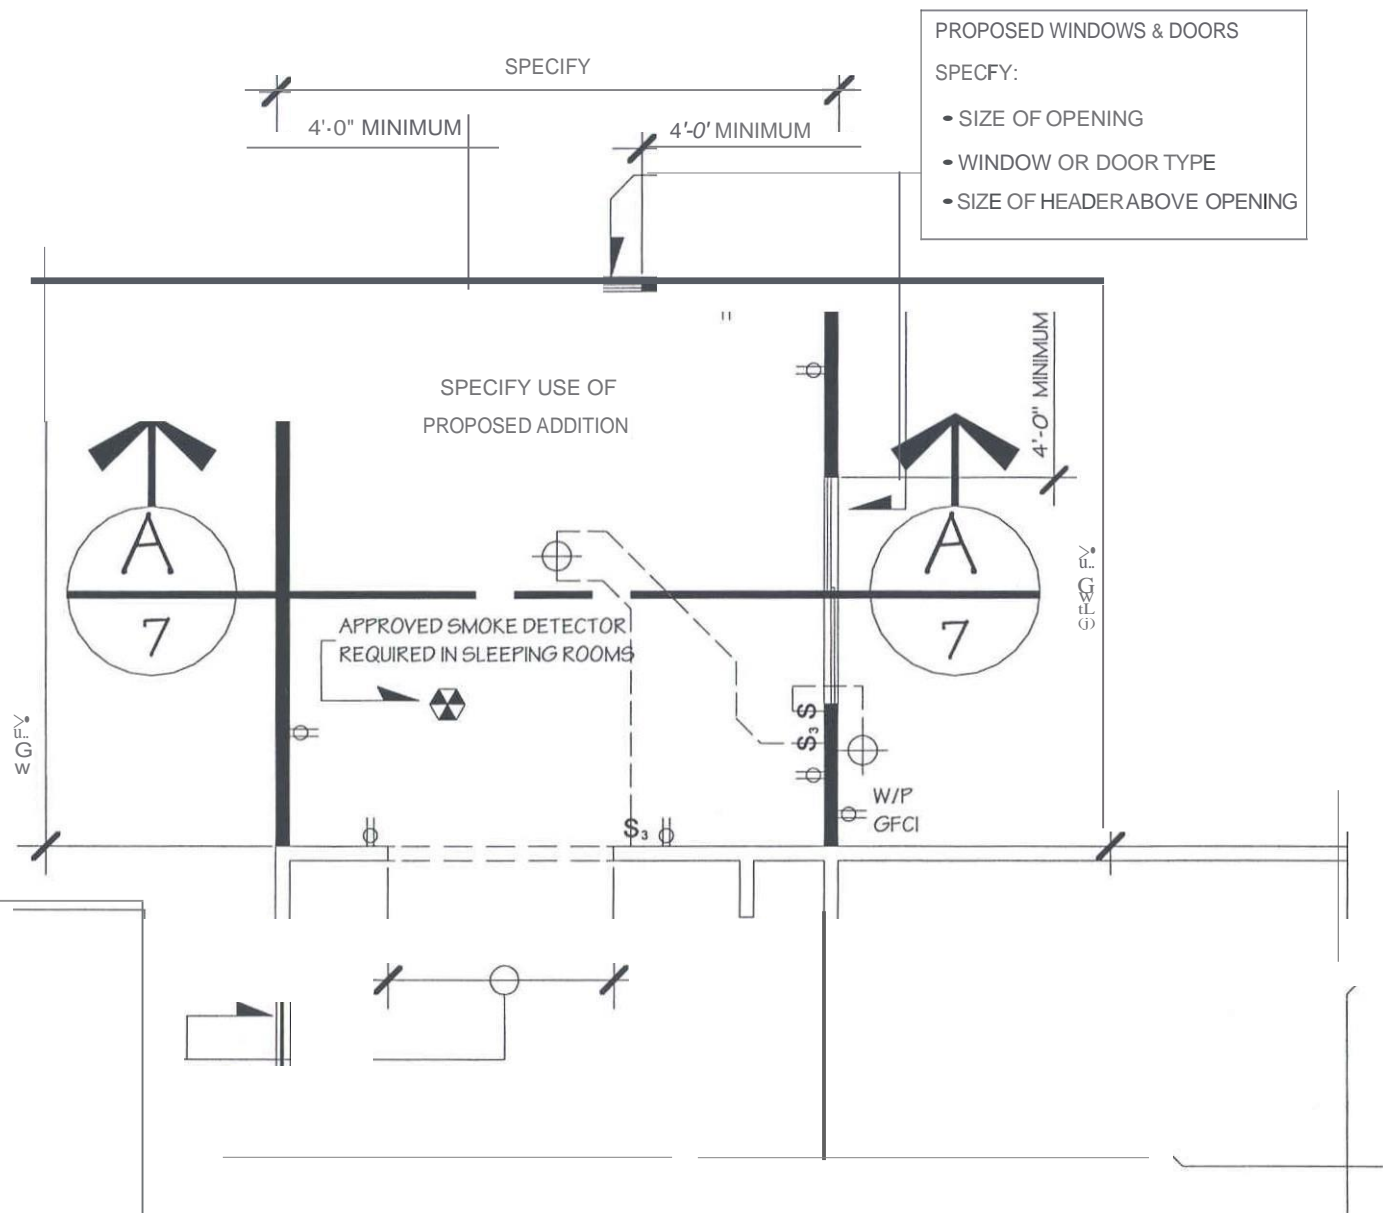 PROPOSED WINDOWS & DOORS
SPECFY:
• SIZE OF OPENING
• WINDOW OR DOOR TYPE
• SIZE OF HEADER ABOVE OPENING
SPECIFY
4'·0" MINIMUM
4'-0' MINIMUM
4'-0" MINIMUM
SPECIFY USE OF
PROPOSED ADDITION
A
7
A
7
APPROVED SMOKE DETECTOR
REQUIRED IN SLEEPING ROOMS
S
S₃
W/P
GFCI
S₃